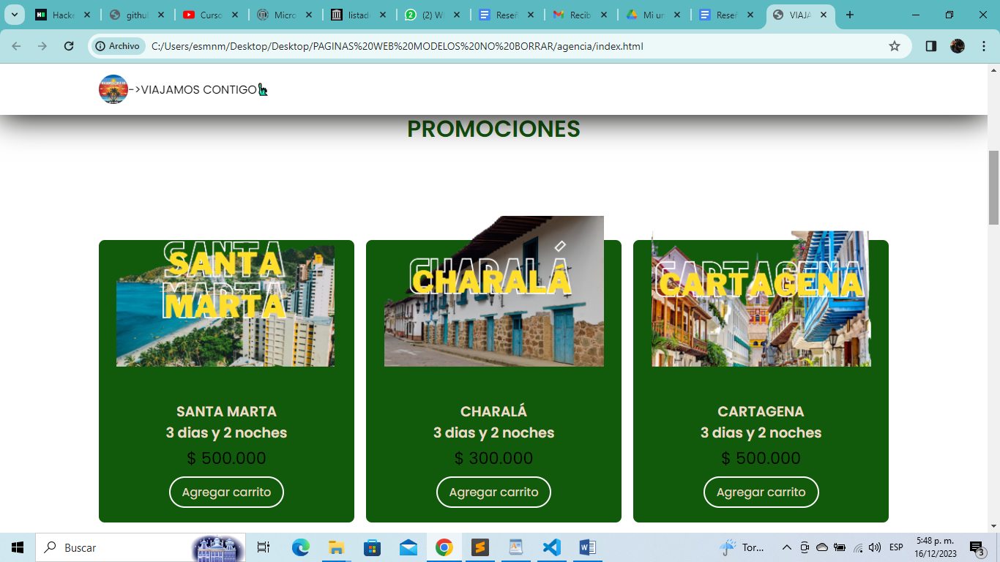 Hacke
github
Curso
Micro
listado
(2) W
Reseñ
Recib
Mi un
Reseñ
VIAJA
Archivo
C:/Users/esmnm/Desktop/Desktop/PAGINAS%20WEB%20MODELOS%20NO%20BORRAR/agencia/index.html
->VIAJAMOS CONTIGO
PROMOCIONES
SANTA
MARTA
CHARALÁ
CARTAGENA
SANTA MARTA
3 dias y 2 noches
$ 500.000
Agregar carrito
CHARALÁ
3 dias y 2 noches
$ 300.000
Agregar carrito
CARTAGENA
3 dias y 2 noches
$ 500.000
Agregar carrito
Buscar
Tor...
ESP
5:48 p. m.
16/12/2023
3